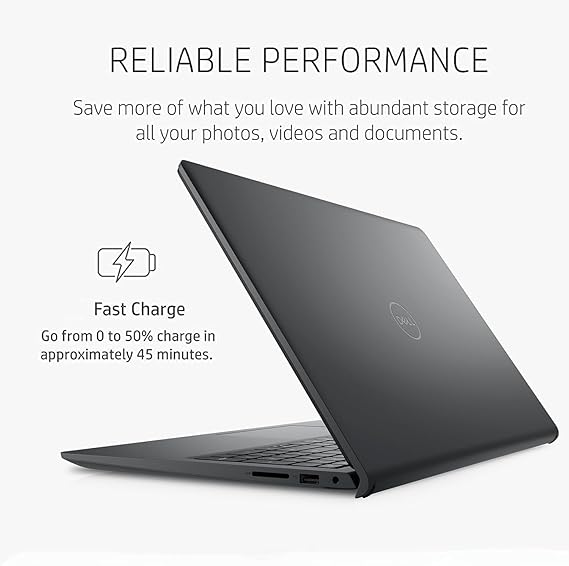 RELIABLE PERFORMANCE
Save more of what you love with abundant storage for
all your photos, videos and documents.
Fast Charge
Go from 0 to 50% charge in
approximately 45 minutes.
DELL